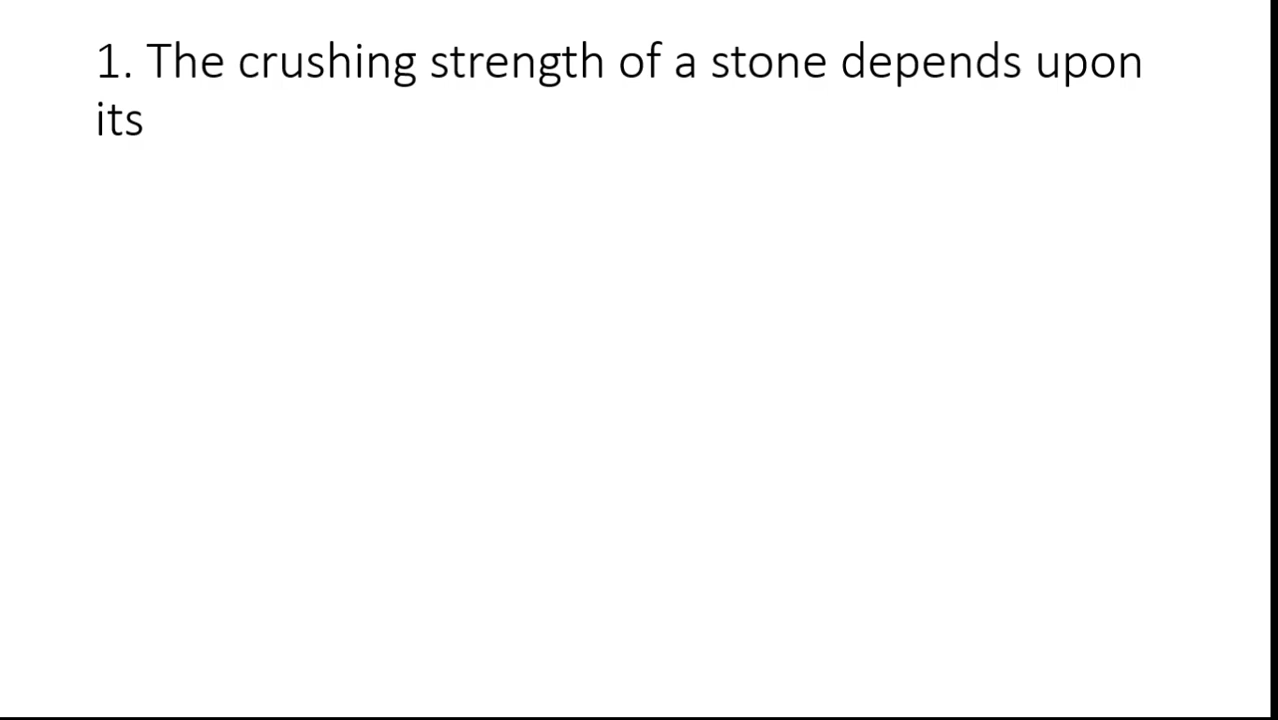 1. The crushing strength of a stone depends upon
its